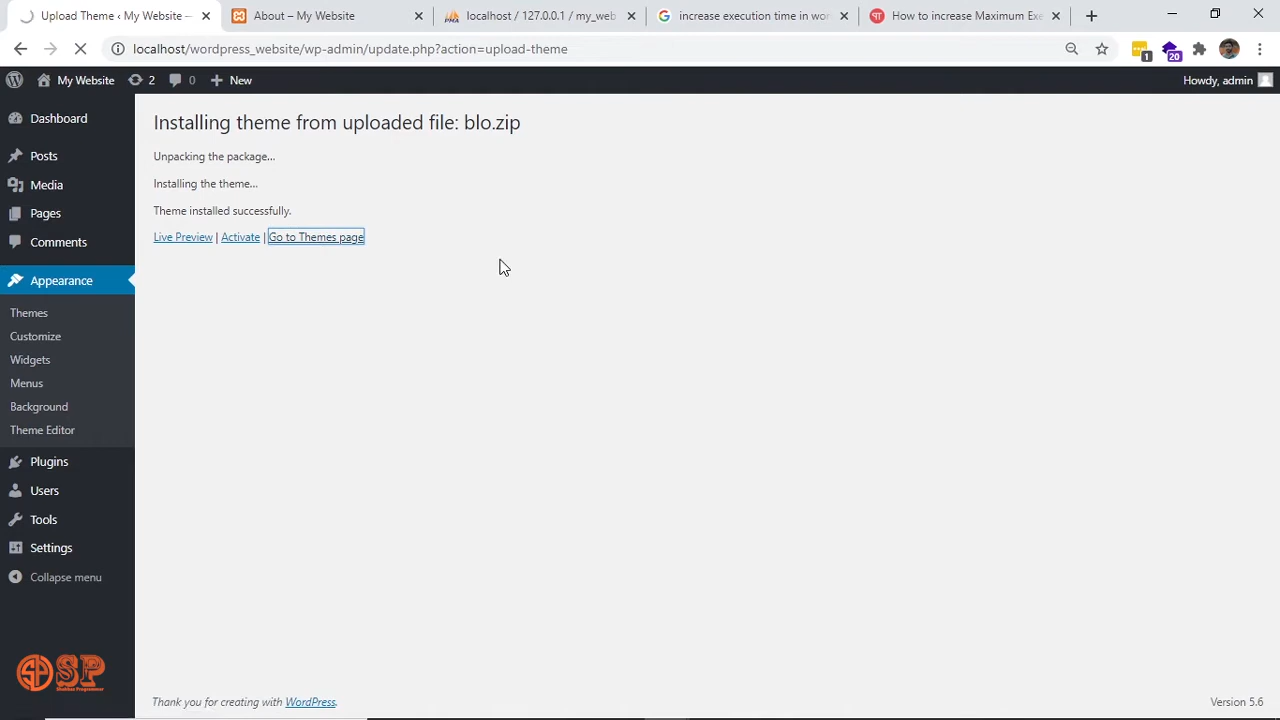 Upload Theme ‹ My Website —
About – My Website
localhost / 127.0.0.1 / my_web
increase execution time in wor
How to increase Maximum Exe
localhost/wordpress_website/wp-admin/update.php?action=upload-theme
1
20
My Website
2
0
New
Howdy, admin
Dashboard
Posts
Media
Pages
Comments
Appearance
Themes
Customize
Widgets
Menus
Background
Theme Editor
Plugins
Users
Tools
Settings
Collapse menu
Installing theme from uploaded file: blo.zip
Unpacking the package…
Installing the theme…
Theme installed successfully.
Live Preview | Activate | Go to Themes page
SP
Thank you for creating with WordPress.
Version 5.6